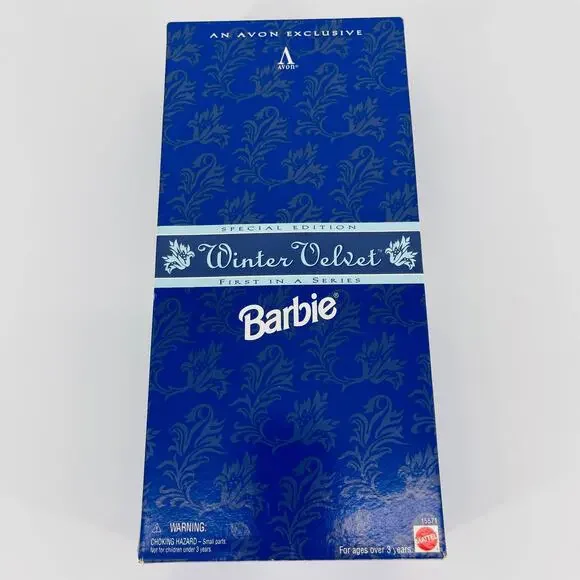 AN AVON EXCLUSIVE
A
AVON®
SPECIAL EDITION
Winter Velvet™
FIRST IN A SERIES
Barbie®
⚠ WARNING:
CHOKING HAZARD – Small parts
Not for children under 3 years.
15571
For ages over 3 years.
MATTEL